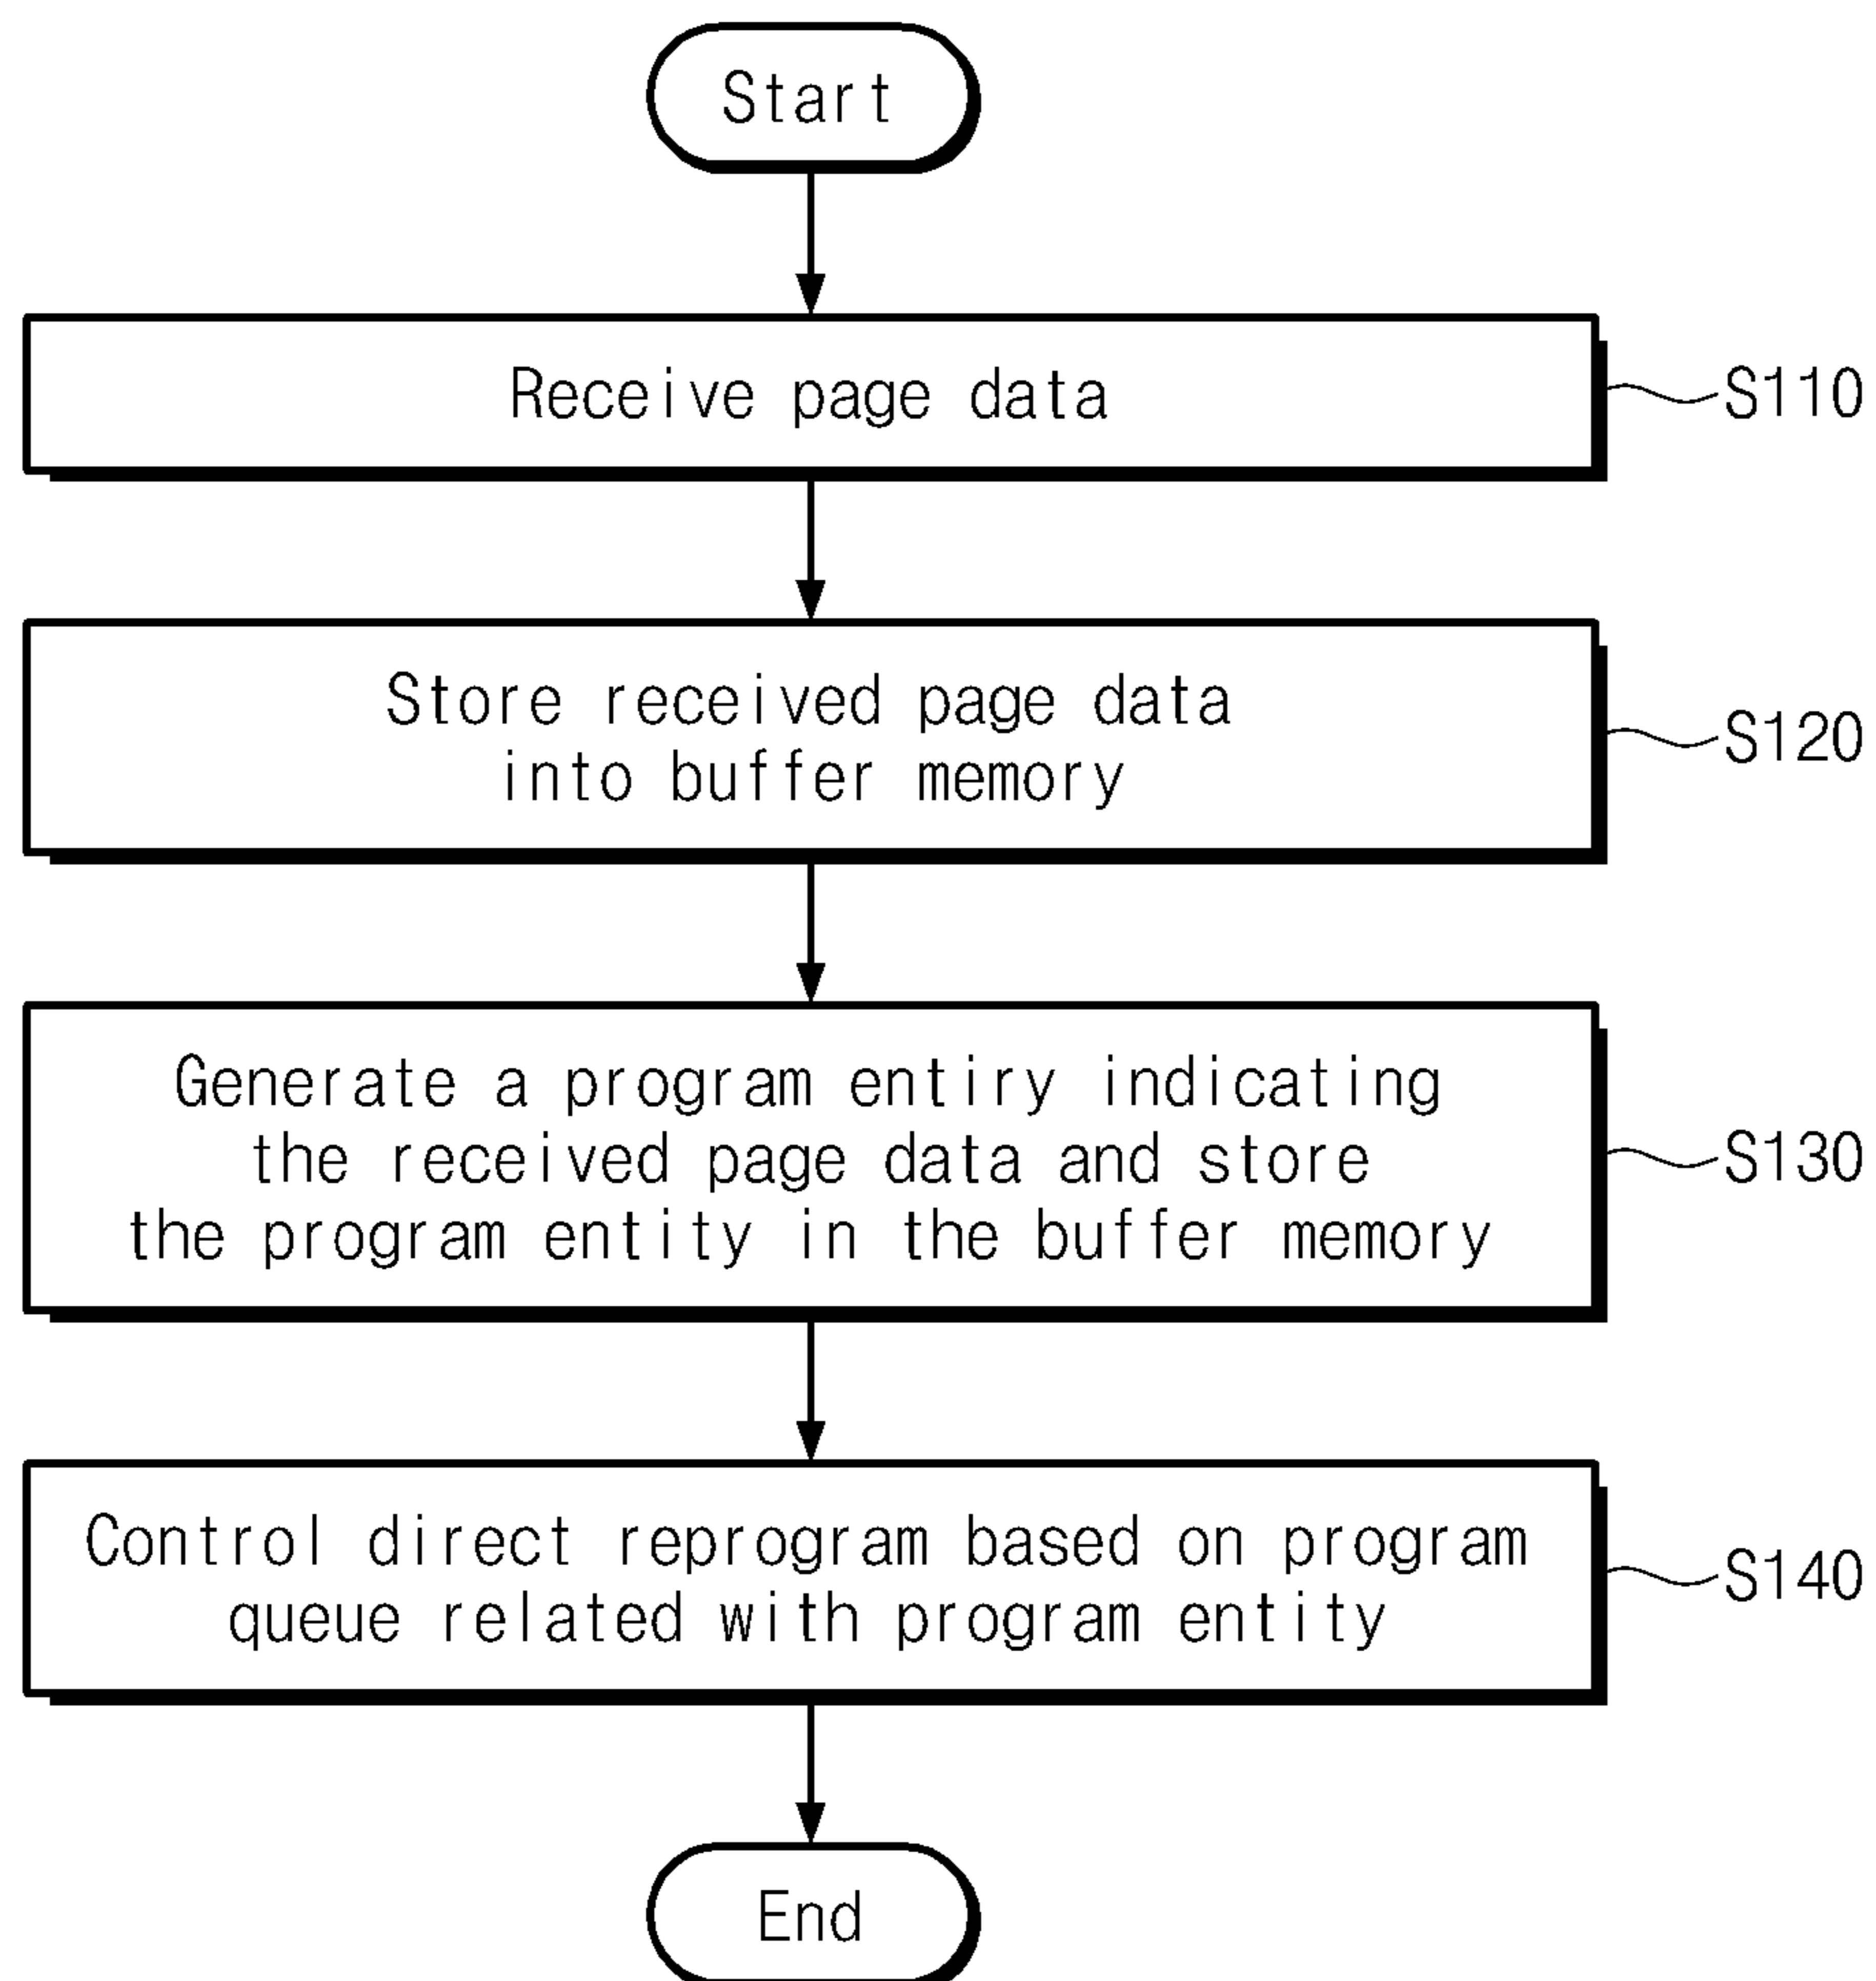 Start
Receive page data
S110
Store received page data
into buffer memory
S120
Generate a program entiry indicating
the received page data and store
the program entity in the buffer memory
S130
Control direct reprogram based on program
queue related with program entity
S140
End